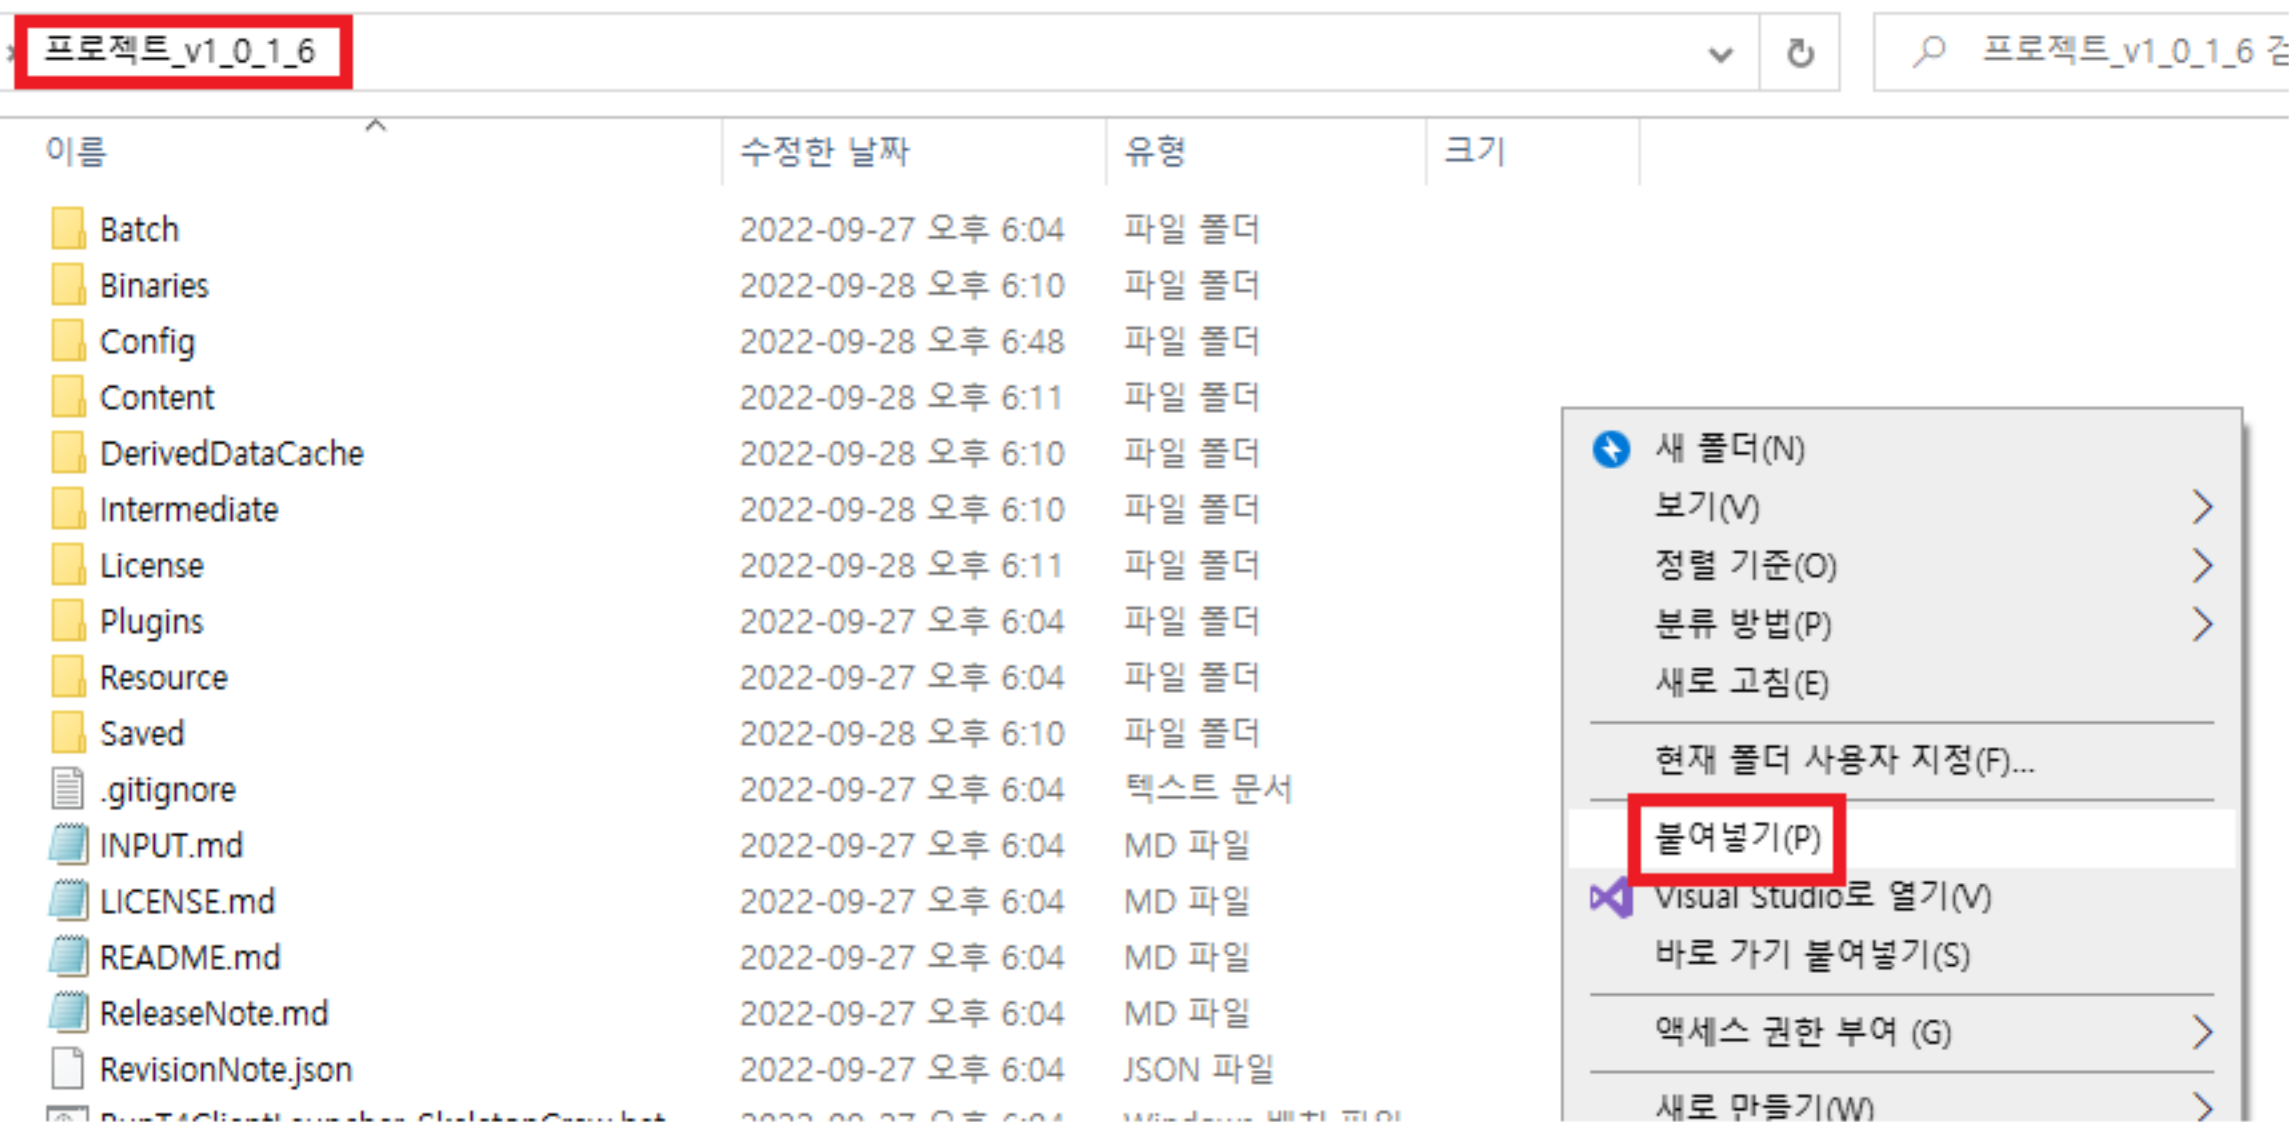 프로젝트_v1_0_1_6
프로젝트_v1_0_1_6
이름 수정한 날짜 유형 크기
Batch 2022-09-27 오후 6:04 파일 폴더
Binaries 2022-09-28 오후 6:10 파일 폴더
Config 2022-09-28 오후 6:48 파일 폴더
Content 2022-09-28 오후 6:11 파일 폴더
DerivedDataCache 2022-09-28 오후 6:10 파일 폴더
Intermediate 2022-09-28 오후 6:10 파일 폴더
License 2022-09-28 오후 6:11 파일 폴더
Plugins 2022-09-27 오후 6:04 파일 폴더
Resource 2022-09-27 오후 6:04 파일 폴더
Saved 2022-09-28 오후 6:10 파일 폴더
.gitignore 2022-09-27 오후 6:04 텍스트 문서
INPUT.md 2022-09-27 오후 6:04 MD 파일
LICENSE.md 2022-09-27 오후 6:04 MD 파일
README.md 2022-09-27 오후 6:04 MD 파일
ReleaseNote.md 2022-09-27 오후 6:04 MD 파일
RevisionNote.json 2022-09-27 오후 6:04 JSON 파일
새 폴더(N)
보기(V)
정렬 기준(O)
분류 방법(P)
새로 고침(E)
현재 폴더 사용자 지정(F)...
붙여넣기(P)
Visual Studio로 열기(V)
바로 가기 붙여넣기(S)
액세스 권한 부여 (G)
새로 만들기(W)